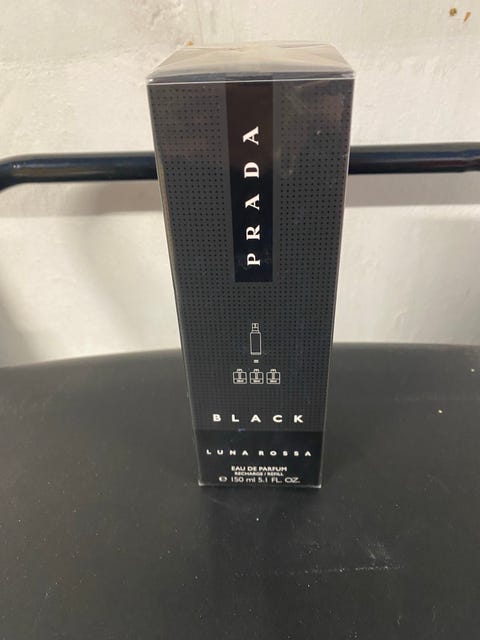 PRADA
=
BLACK
LUNA ROSSA
EAU DE PARFUM
RECHARGE / REFILL
℮ 150 ml 5.1 FL. OZ.